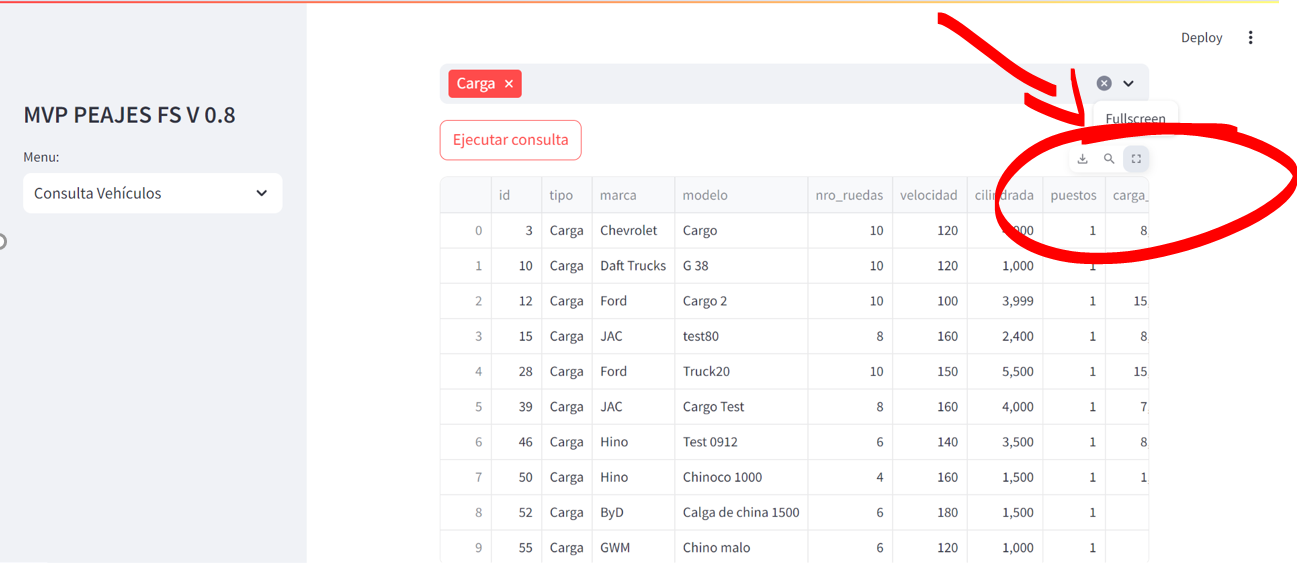 Deploy
Carga ×
MVP PEAJES FS V 0.8
Fullscreen
Ejecutar consulta
Menu:
Consulta Vehículos
id tipo marca modelo nro_ruedas velocidad cilindrada puestos carga_
0 3 Carga Chevrolet Cargo 10 120 1 8
1 10 Carga Daft Trucks G 38 10 120 1,000 1
2 12 Carga Ford Cargo 2 10 100 3,999 1 15,
3 15 Carga JAC test80 8 160 2,400 1 8
4 28 Carga Ford Truck20 10 150 5,500 1 15,
5 39 Carga JAC Cargo Test 8 160 4,000 1 7
6 46 Carga Hino Test 0912 6 140 3,500 1 8
7 50 Carga Hino Chinoco 1000 4 160 1,500 1 1
8 52 Carga ByD Calga de china 1500 6 180 1,500 1
9 55 Carga GWM Chino malo 6 120 1,000 1